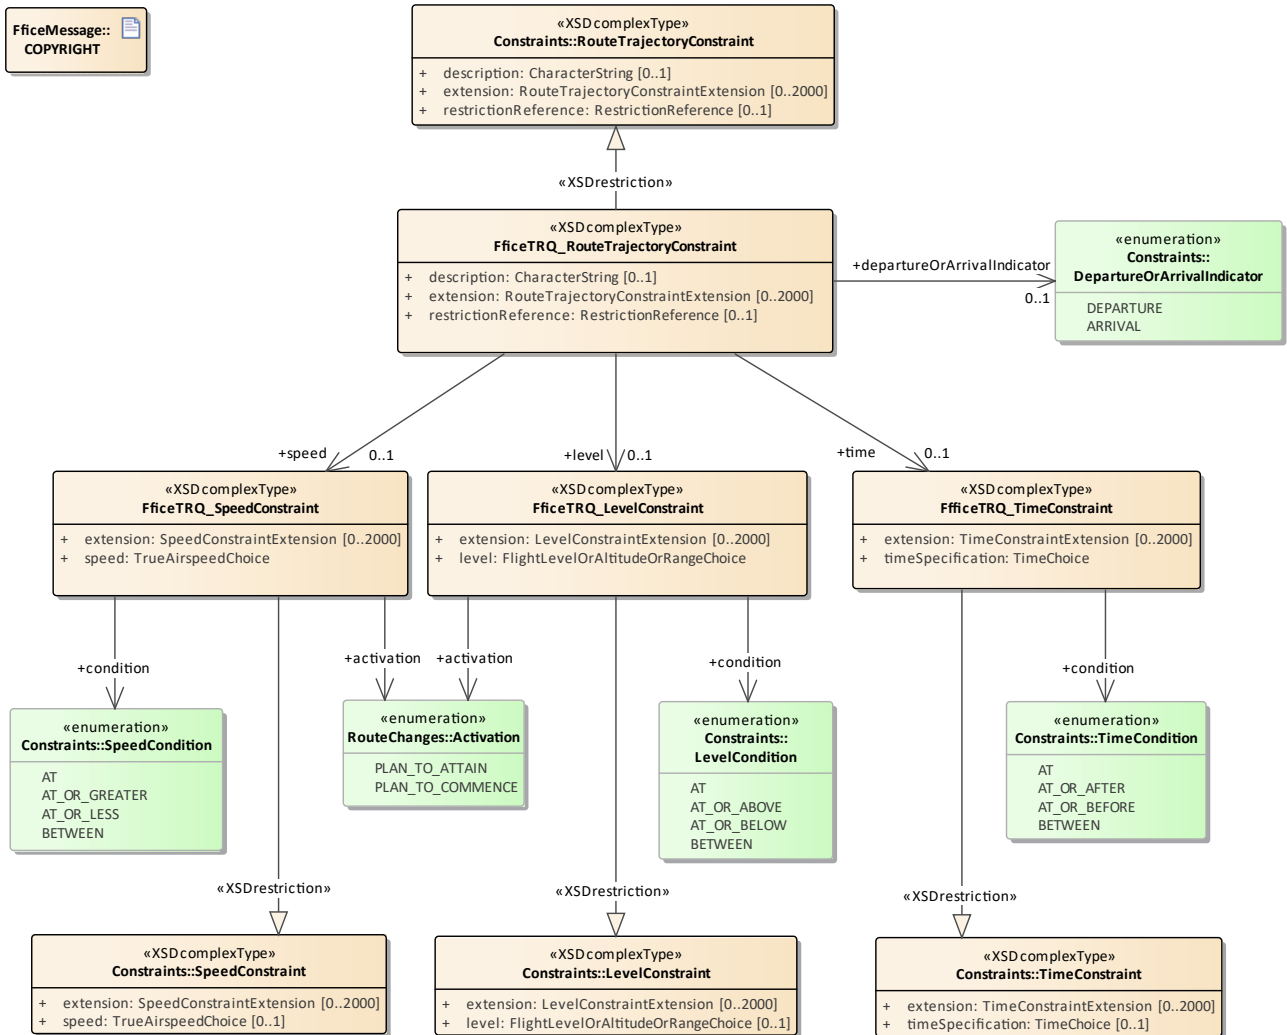 FficeMessage::
COPYRIGHT
«XSDcomplexType»
Constraints::RouteTrajectoryConstraint
+ description: CharacterString [0..1]
+ extension: RouteTrajectoryConstraintExtension [0..2000]
+ restrictionReference: RestrictionReference [0..1]
«XSDrestriction»
«XSDcomplexType»
FficeTRQ_RouteTrajectoryConstraint
+ description: CharacterString [0..1]
+ extension: RouteTrajectoryConstraintExtension [0..2000]
+ restrictionReference: RestrictionReference [0..1]
+departureOrArrivalIndicator
0..1
«enumeration»
Constraints::
DepartureOrArrivalIndicator
DEPARTURE
ARRIVAL
+speed
0..1
+level
0..1
+time
0..1
«XSDcomplexType»
FficeTRQ_SpeedConstraint
+ extension: SpeedConstraintExtension [0..2000]
+ speed: TrueAirspeedChoice
«XSDcomplexType»
FficeTRQ_LevelConstraint
+ extension: LevelConstraintExtension [0..2000]
+ level: FlightLevelOrAltitudeOrRangeChoice
«XSDcomplexType»
FfficeTRQ_TimeConstraint
+ extension: TimeConstraintExtension [0..2000]
+ timeSpecification: TimeChoice
+condition
+activation
+activation
+condition
+condition
«enumeration»
Constraints::SpeedCondition
AT
AT_OR_GREATER
AT_OR_LESS
BETWEEN
«enumeration»
RouteChanges::Activation
PLAN_TO_ATTAIN
PLAN_TO_COMMENCE
«enumeration»
Constraints::
LevelCondition
AT
AT_OR_ABOVE
AT_OR_BELOW
BETWEEN
«enumeration»
Constraints::TimeCondition
AT
AT_OR_AFTER
AT_OR_BEFORE
BETWEEN
«XSDrestriction»
«XSDrestriction»
«XSDrestriction»
«XSDcomplexType»
Constraints::SpeedConstraint
+ extension: SpeedConstraintExtension [0..2000]
+ speed: TrueAirspeedChoice [0..1]
«XSDcomplexType»
Constraints::LevelConstraint
+ extension: LevelConstraintExtension [0..2000]
+ level: FlightLevelOrAltitudeOrRangeChoice [0..1]
«XSDcomplexType»
Constraints::TimeConstraint
+ extension: TimeConstraintExtension [0..2000]
+ timeSpecification: TimeChoice [0..1]